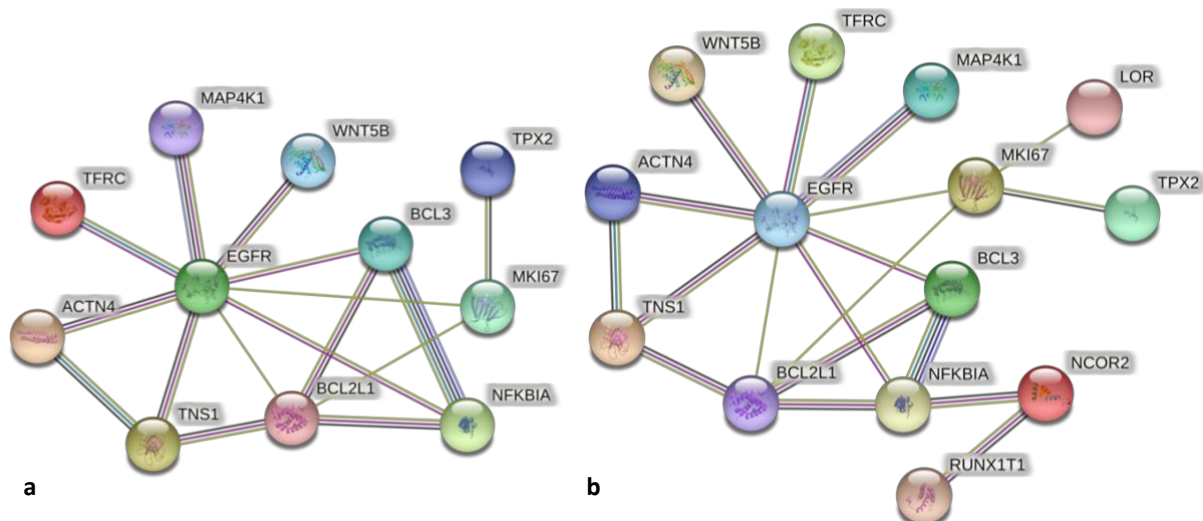 MAP4K1
WNT5B
TPX2
TFRC
BCL3
EGFR
MKI67
ACTN4
BCL2L1
NFKBIA
TNS1
a
WNT5B
TFRC
MAP4K1
LOR
MKI67
ACTN4
TPX2
EGFR
BCL3
TNS1
BCL2L1
NFKBIA
NCOR2
RUNX1T1
b